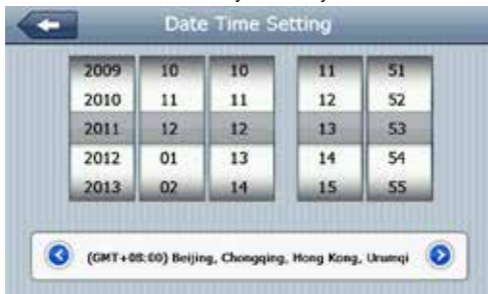 Date Time Setting
2009 10 10 11 51
2010 11 11 12 52
2011 12 12 13 53
2012 01 13 14 54
2013 02 14 15 55
(GMT+08:00) Beijing, Chongqing, Hong Kong, Urumqi